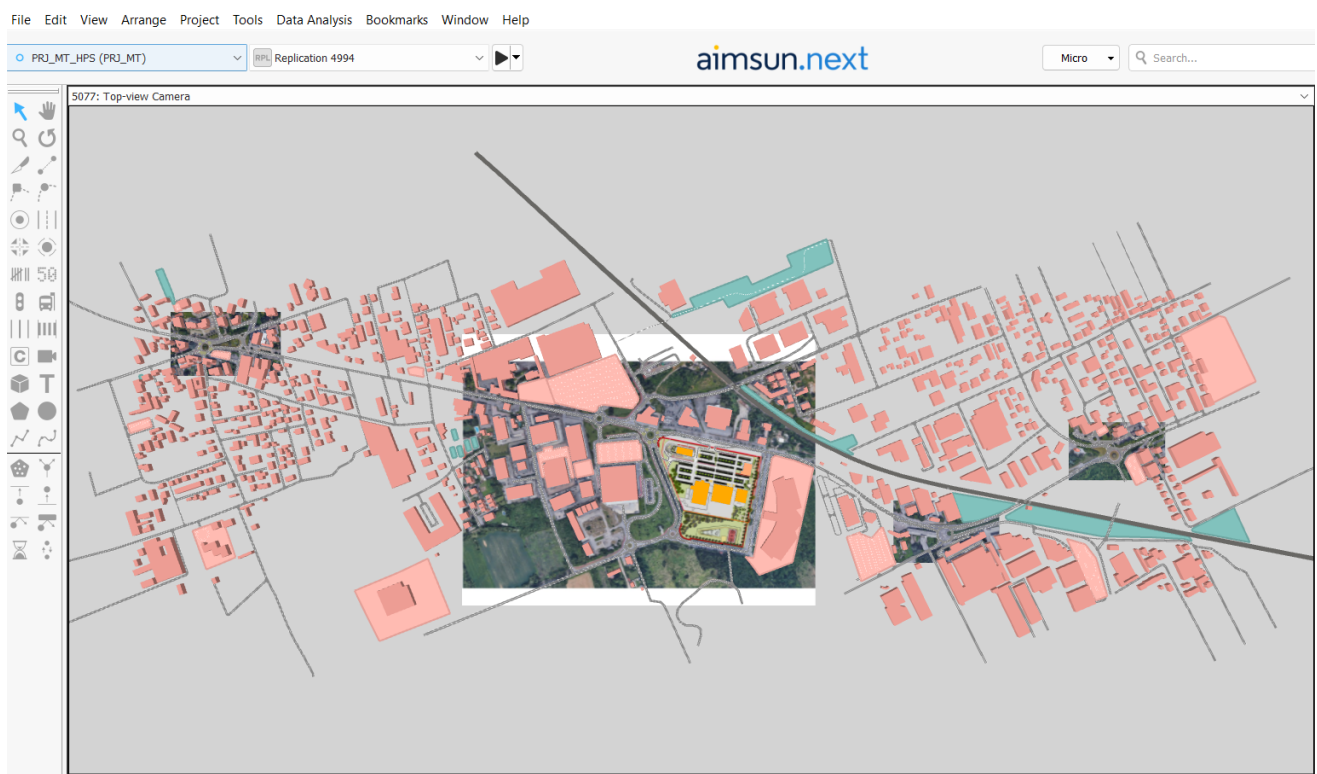 File Edit View Arrange Project Tools Data Analysis Bookmarks Window Help
PRJ_MT_HPS (PRJ_MT) RPL Replication 4994 aimsun.next Micro Search...
5077: Top-view Camera
50
C
T